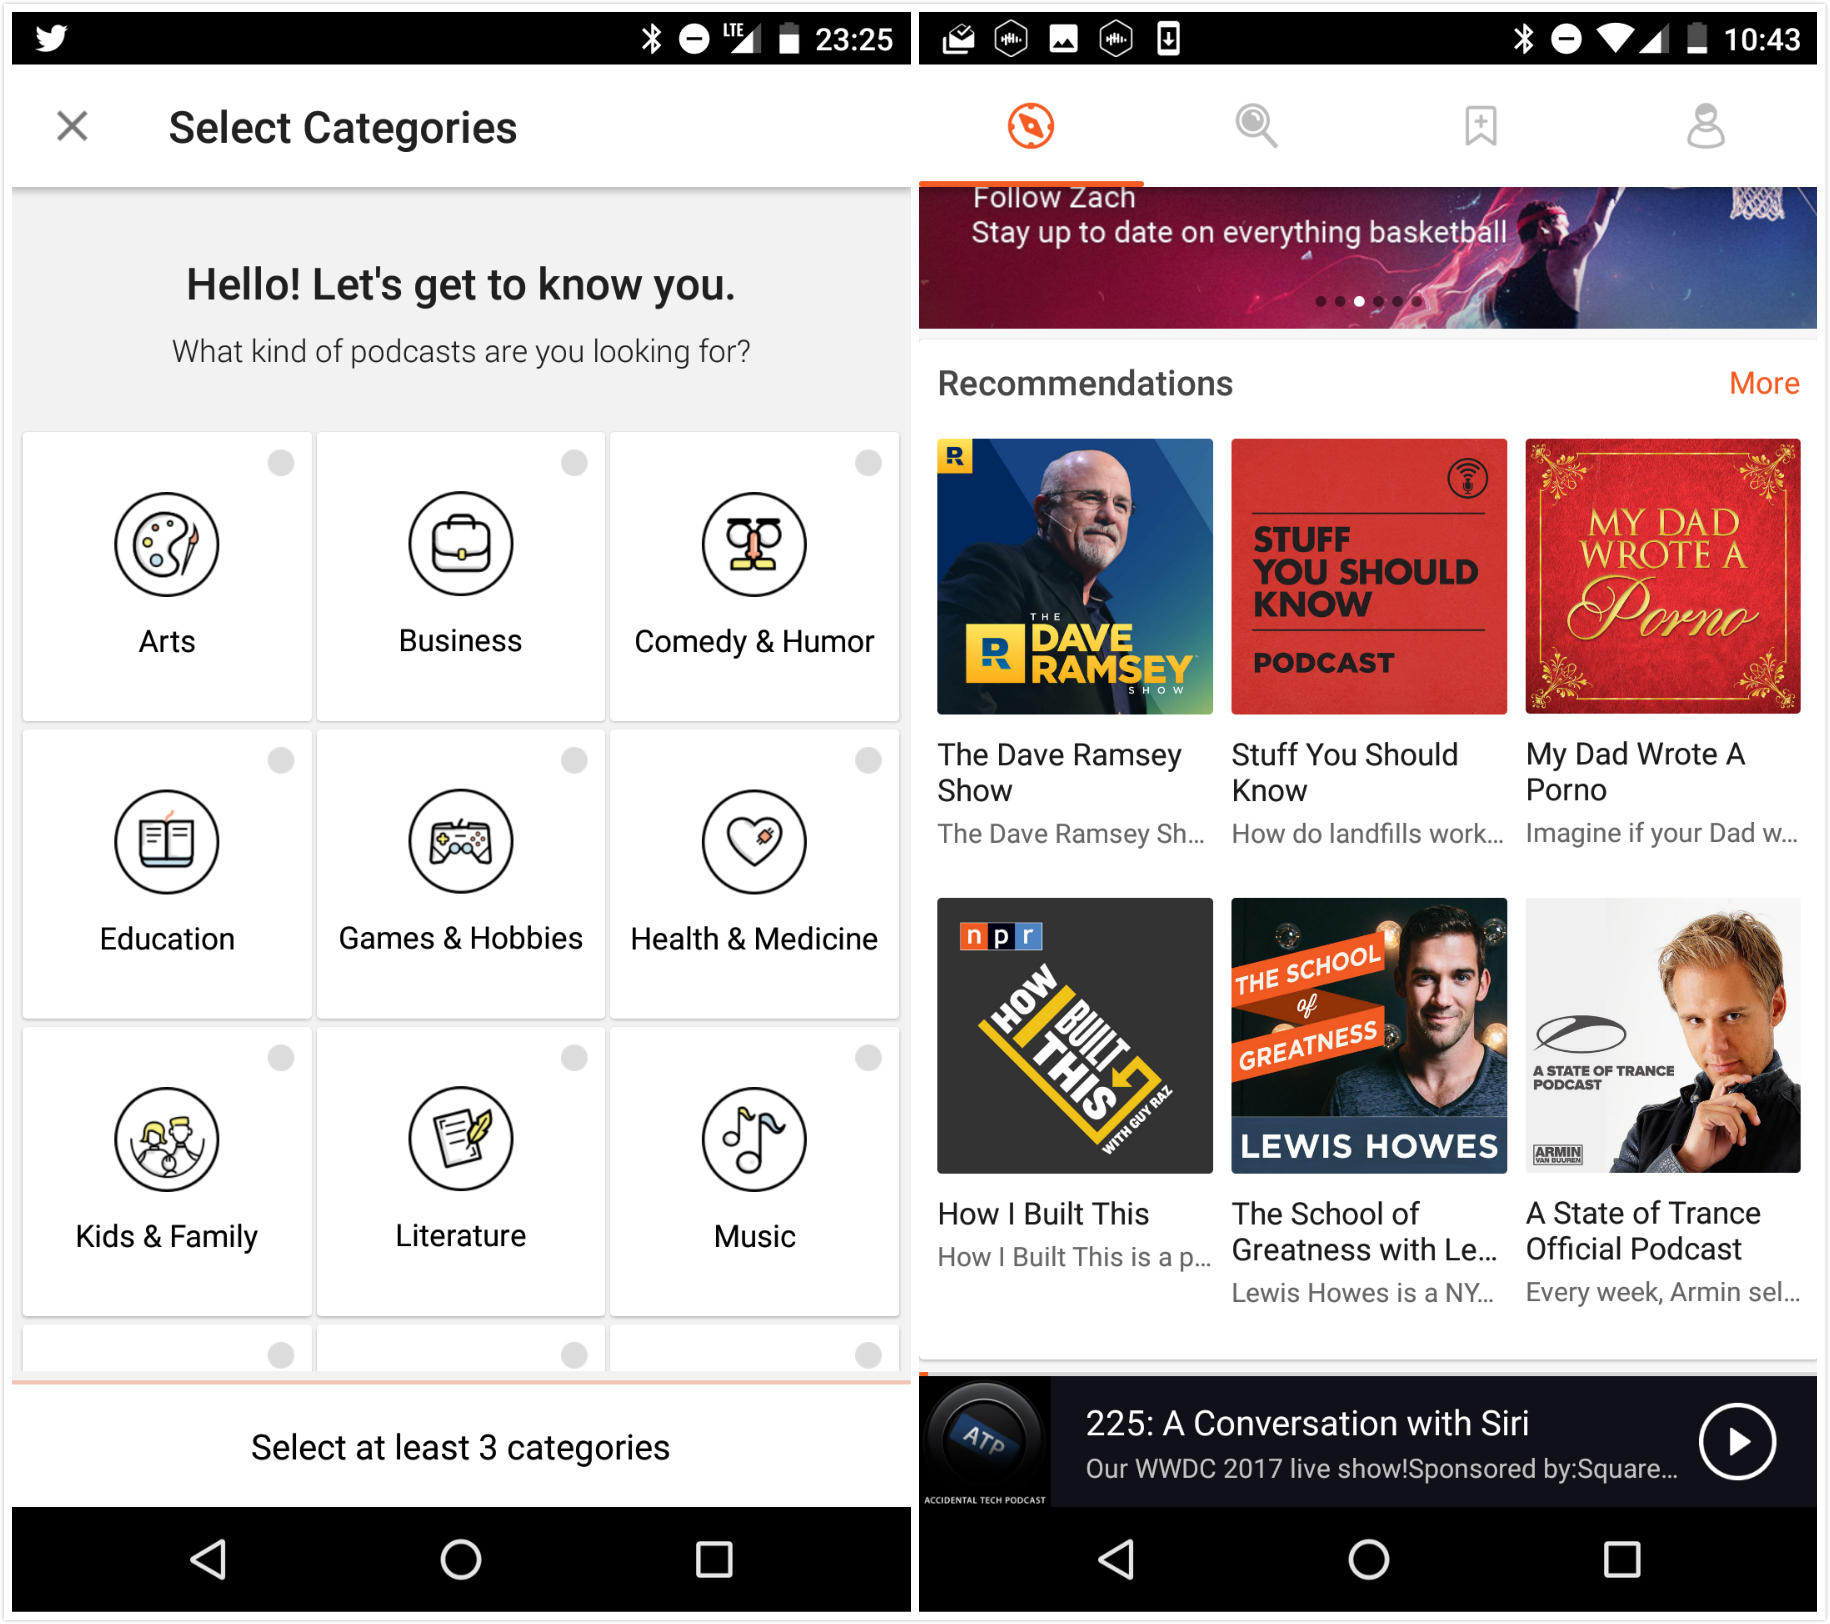 LTE
23:25
Select Categories
Hello! Let's get to know you.
What kind of podcasts are you looking for?
Arts
Business
Comedy & Humor
Education
Games & Hobbies
Health & Medicine
Kids & Family
Literature
Music
Select at least 3 categories
10:43
Follow Zach
Stay up to date on everything basketball
Recommendations
More
R
THE
R
DAVE
RAMSEY
SHOW
STUFF
YOU SHOULD
KNOW
PODCAST
MY DAD
WROTE A
Porno
The Dave Ramsey
Show
The Dave Ramsey Sh...
Stuff You Should
Know
How do landfills work...
My Dad Wrote A
Porno
Imagine if your Dad w...
npr
HOW
I BUILT
THIS
WITH GUY RAZ
THE SCHOOL
of
GREATNESS
LEWIS HOWES
A STATE OF TRANCE
PODCAST
ARMIN
VAN BUUREN
How I Built This
How I Built This is a p...
The School of
Greatness with Le...
Lewis Howes is a NY...
A State of Trance
Official Podcast
Every week, Armin sel...
ATP
ACCIDENTAL TECH PODCAST
225: A Conversation with Siri
Our WWDC 2017 live show!Sponsored by:Square...